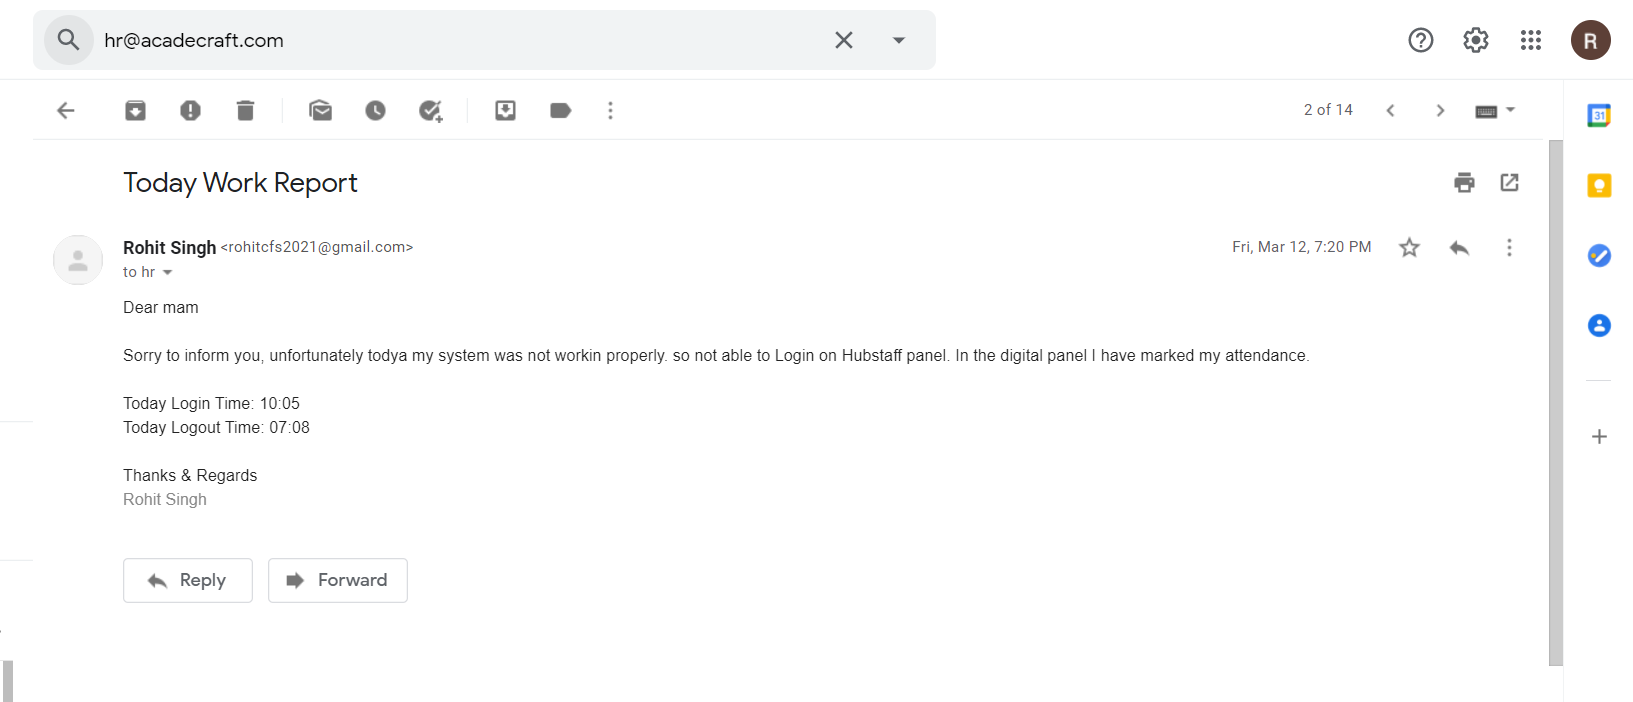 hr@acadecraft.com
R
2 of 14
31
Today Work Report
Rohit Singh <rohitcfs2021@gmail.com>
Fri, Mar 12, 7:20 PM
to hr
Dear mam
Sorry to inform you, unfortunately todya my system was not workin properly. so not able to Login on Hubstaff panel. In the digital panel I have marked my attendance.
Today Login Time: 10:05
Today Logout Time: 07:08
Thanks & Regards
Rohit Singh
Reply
Forward